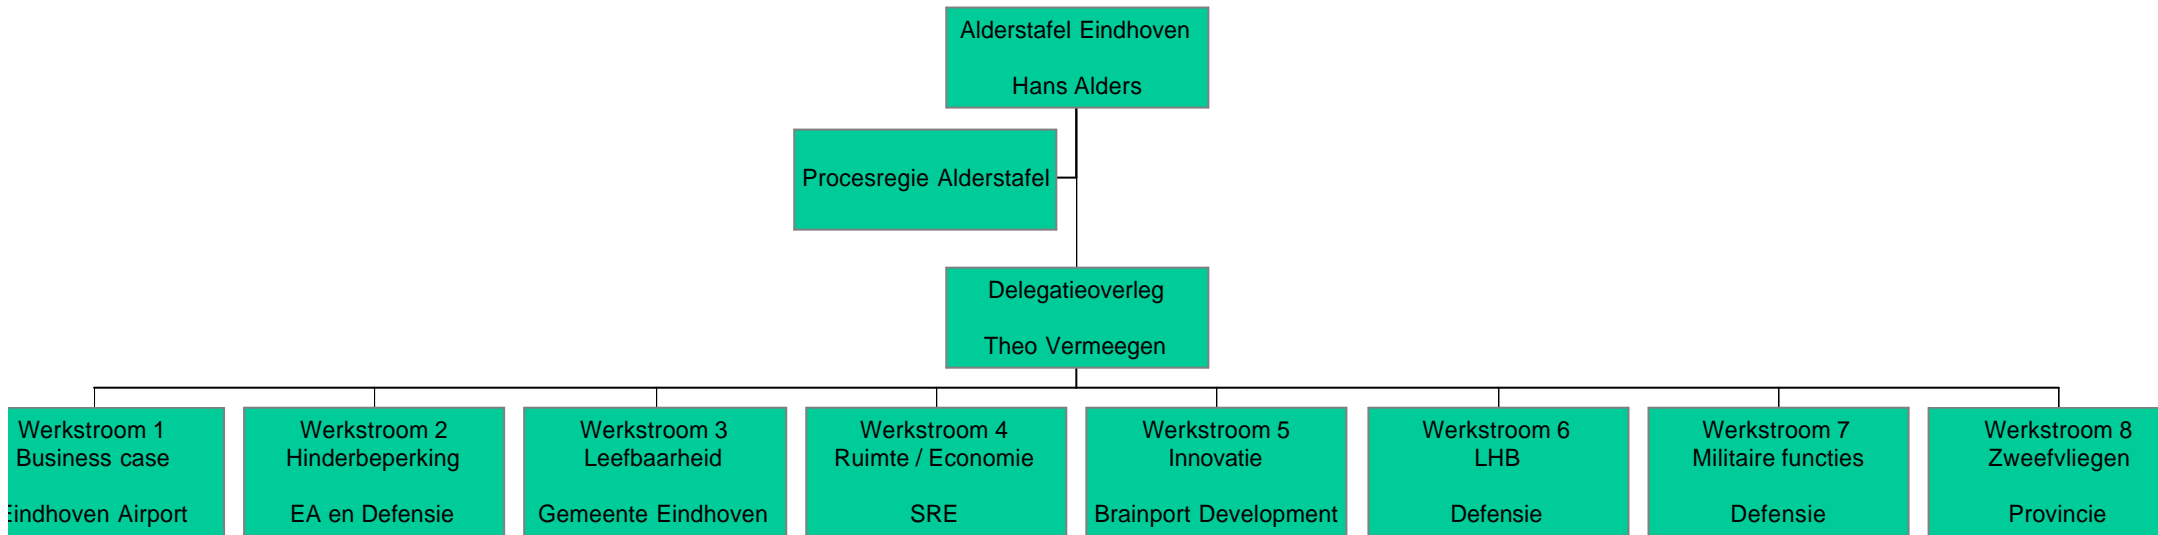 Alderstafel Eindhoven
Hans Alders
Procesregie Alderstafel
Delegatieoverleg
Theo Vermeegen
Werkstroom 1
Business case
Eindhoven Airport
Werkstroom 2
Hinderbeperking
EA en Defensie
Werkstroom 3
Leefbaarheid
Gemeente Eindhoven
Werkstroom 4
Ruimte / Economie
SRE
Werkstroom 5
Innovatie
Brainport Development
Werkstroom 6
LHB
Defensie
Werkstroom 7
Militaire functies
Defensie
Werkstroom 8
Zweefvliegen
Provincie